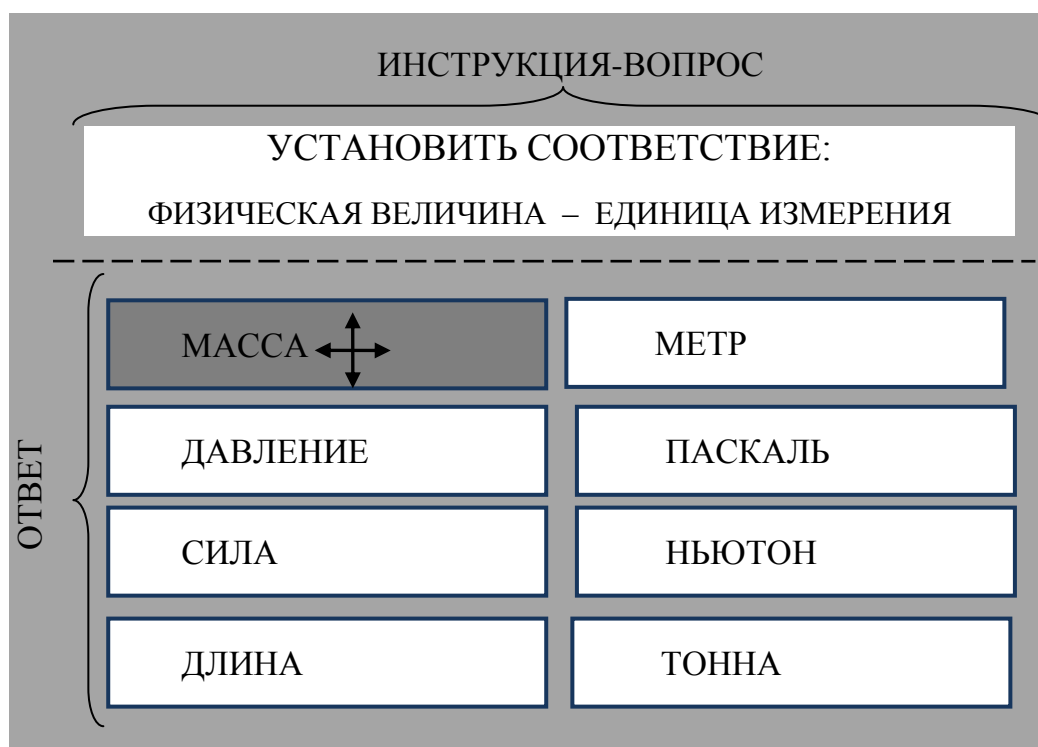 ИНСТРУКЦИЯ-ВОПРОС
УСТАНОВИТЬ СООТВЕТСТВИЕ:
ФИЗИЧЕСКАЯ ВЕЛИЧИНА – ЕДИНИЦА ИЗМЕРЕНИЯ
ОТВЕТ
МАССА
МЕТР
ДАВЛЕНИЕ
ПАСКАЛЬ
СИЛА
НЬЮТОН
ДЛИНА
ТОННА